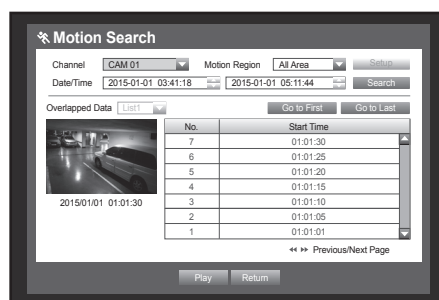 Motion Search
Channel CAM 01 Motion Region All Area Setup
Date/Time 2015-01-01 03:41:18 2015-01-01 05:11:44 Search
Overlapped Data List1 Go to First Go to Last
No. Start Time
7 01:01:30
6 01:01:25
5 01:01:20
4 01:01:15
3 01:01:10
2 01:01:05
1 01:01:01
2015/01/01 01:01:30
Previous/Next Page
Play Return